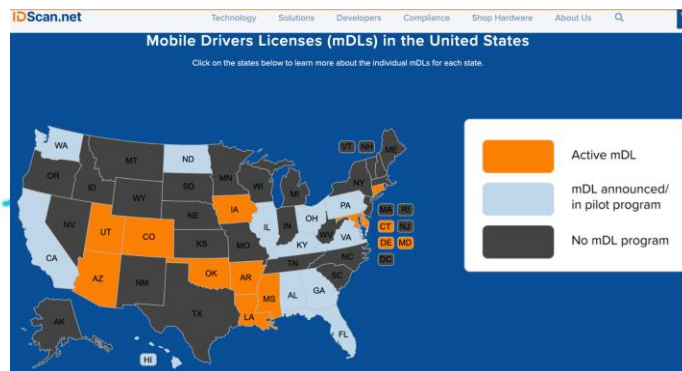 IDScan.net Technology Solutions Developers Compliance Shop Hardware About Us
Mobile Drivers Licenses (mDLs) in the United States
Click on the states below to learn more about the individual mDLs for each state.
WA
MT
ND
MN
VT
NH
ME
OR
ID
WY
SD
WI
MI
NY
NV
UT
CO
NE
IA
IL
IN
OH
PA
MA
RI
CT
NJ
DE
MD
DC
CA
KS
MO
KY
WV
VA
AZ
NM
OK
AR
TN
NC
SC
TX
LA
MS
AL
GA
FL
AK
HI
Active mDL
mDL announced/
in pilot program
No mDL program